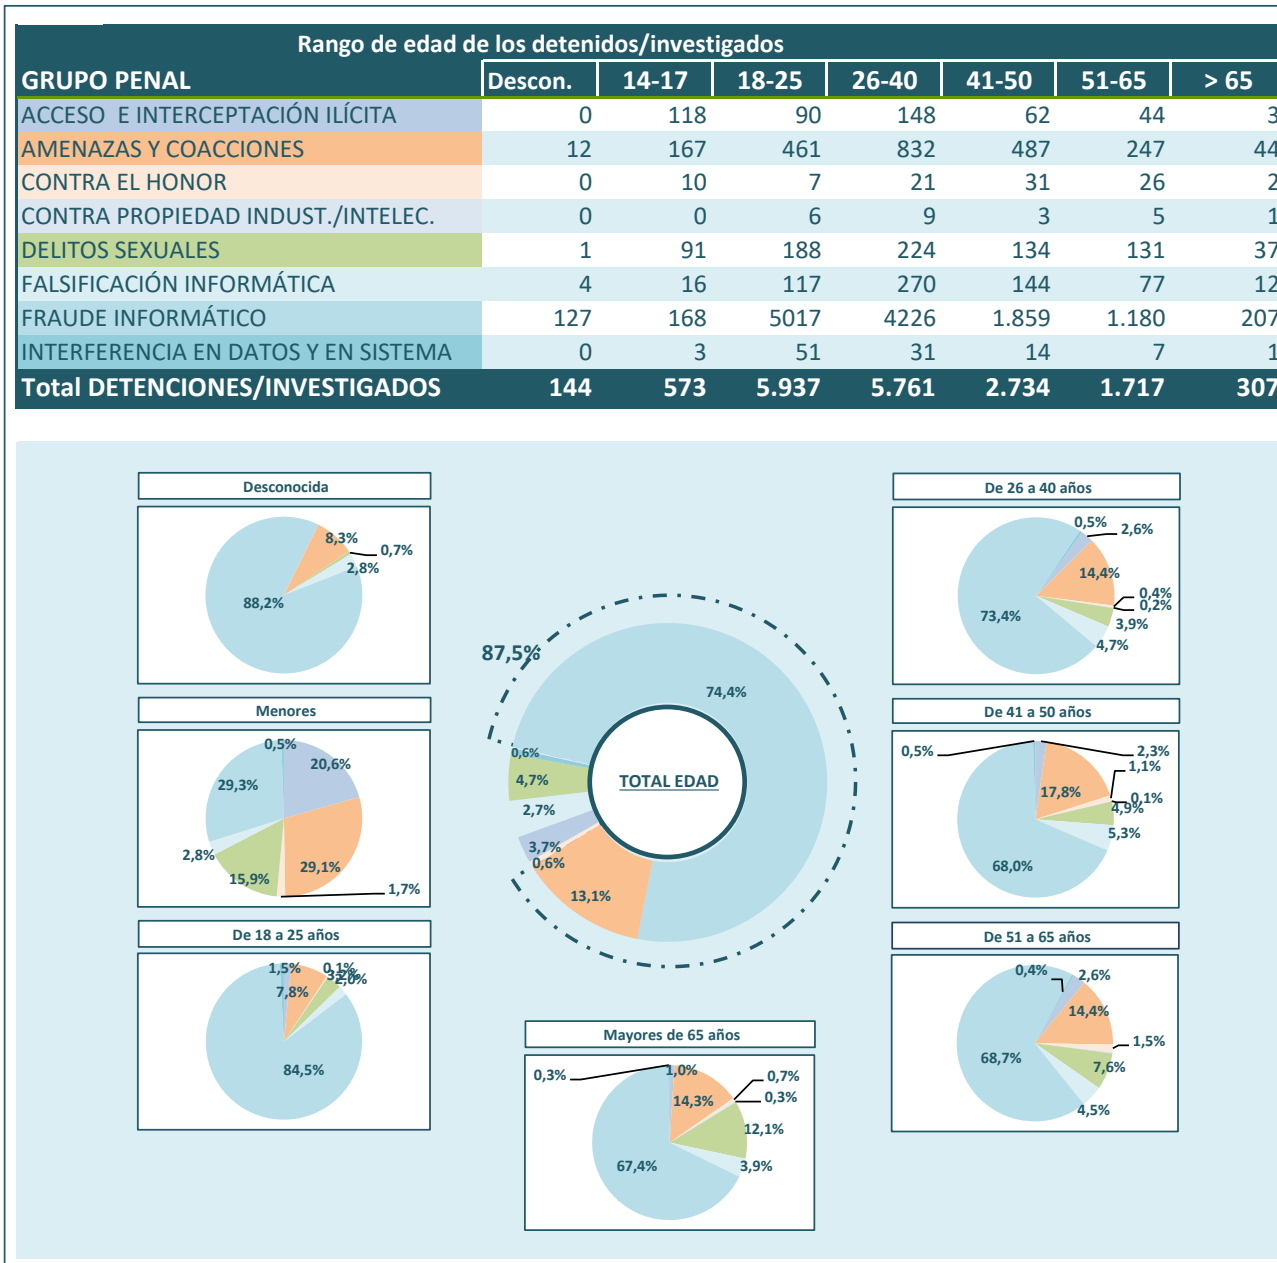 Rango de edad de los detenidos/investigados
GRUPO PENAL Descon. 14-17 18-25 26-40 41-50 51-65 > 65
ACCESO E INTERCEPTACIÓN ILÍCITA 0 118 90 148 62 44 3
AMENAZAS Y COACCIONES 12 167 461 832 487 247 44
CONTRA EL HONOR 0 10 7 21 31 26 2
CONTRA PROPIEDAD INDUST./INTELEC. 0 0 6 9 3 5 1
DELITOS SEXUALES 1 91 188 224 134 131 37
FALSIFICACIÓN INFORMÁTICA 4 16 117 270 144 77 12
FRAUDE INFORMÁTICO 127 168 5017 4226 1.859 1.180 207
INTERFERENCIA EN DATOS Y EN SISTEMA 0 3 51 31 14 7 1
Total DETENCIONES/INVESTIGADOS 144 573 5.937 5.761 2.734 1.717 307
Desconocida
8,3%
0,7%
2,8%
88,2%
Menores
0,5%
20,6%
29,3%
2,8%
15,9%
29,1%
1,7%
De 18 a 25 años
1,5%
0,1%
7,8%
2,0%
84,5%
87,5%
74,4%
0,6%
4,7%
2,7%
3,7%
0,6%
13,1%
TOTAL EDAD
Mayores de 65 años
0,3%
1,0%
0,7%
0,3%
14,3%
12,1%
3,9%
67,4%
De 26 a 40 años
0,5%
2,6%
14,4%
0,4%
0,2%
3,9%
4,7%
73,4%
De 41 a 50 años
0,5%
2,3%
1,1%
17,8%
0,1%
4,9%
5,3%
68,0%
De 51 a 65 años
0,4%
2,6%
14,4%
1,5%
7,6%
4,5%
68,7%